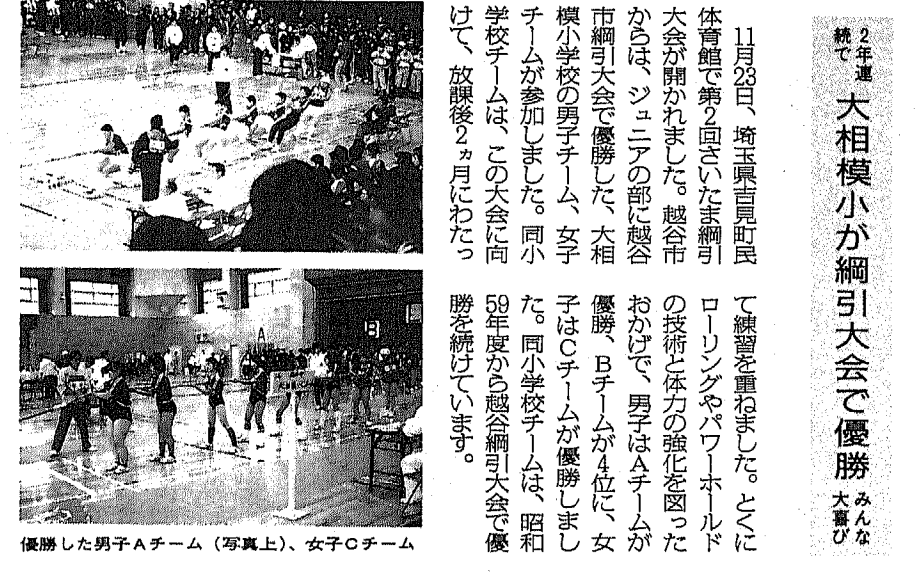 2年連続で
大相模小が綱引大会で優勝
みんな大喜び
11月23日、埼玉県吉見町民
体育館で第2回さいたま綱引
大会が開かれました。越谷市
からは、ジュニアの部に越谷
市綱引大会で優勝した、大相
模小学校の男子チーム、女子
チームが参加しました。同小
学校チームは、この大会に向
けて、放課後2ヵ月にわたっ
て練習を重ねました。とくに
ローリングやパワーホールド
の技術と体力の強化を図った
おかげで、男子はAチームが
優勝、Bチームが4位に、女
子はCチームが優勝しまし
た。同小学校チームは、昭和
59年度から越谷綱引大会で優
勝を続けています。
A
B
優勝した男子Aチーム（写真上）、女子Cチーム